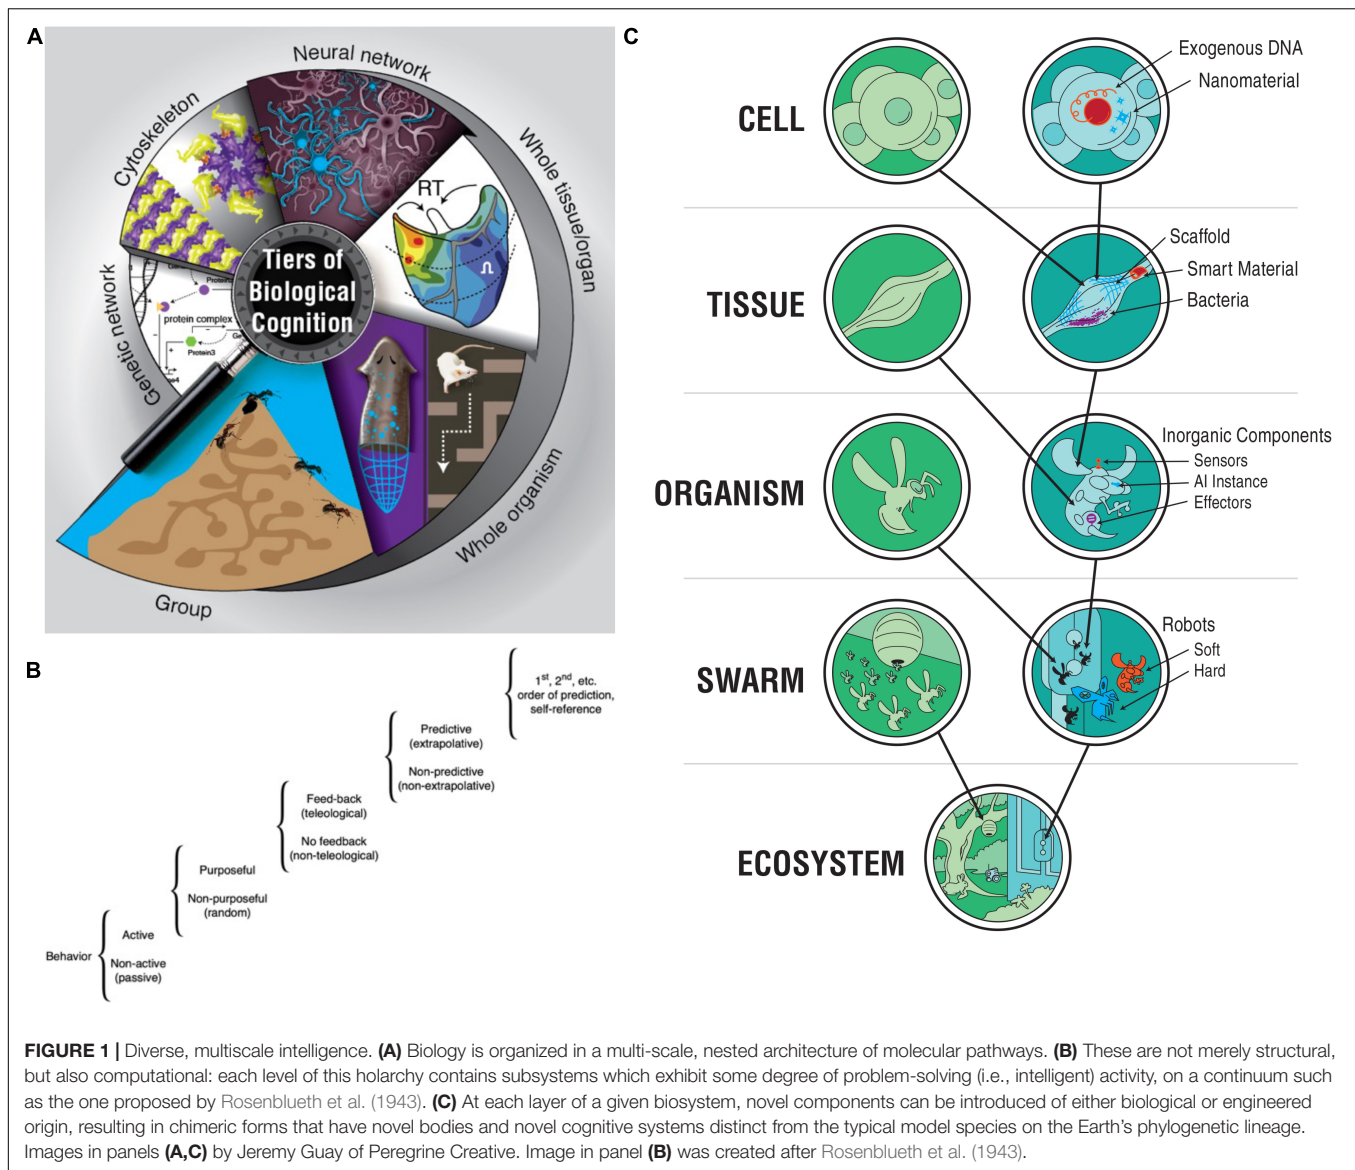 A
Neural network
Cytoskeleton
Whole tissue/organ
RT
Tiers of
Biological
Cognition
Genetic network
protein complex
Protein3
Whole organism
Group
B
1st, 2nd, etc.
order of prediction,
self-reference
Predictive
(extrapolative)
Non-predictive
(non-extrapolative)
Feed-back
(teleological)
No feedback
(non-teleological)
Purposeful
Non-purposeful
(random)
Active
Behavior
Non-active
(passive)
C
Exogenous DNA
Nanomaterial
CELL
Scaffold
Smart Material
Bacteria
TISSUE
Inorganic Components
Sensors
AI Instance
Effectors
ORGANISM
Robots
Soft
Hard
SWARM
ECOSYSTEM
FIGURE 1 | Diverse, multiscale intelligence. (A) Biology is organized in a multi-scale, nested architecture of molecular pathways. (B) These are not merely structural,
but also computational: each level of this holarchy contains subsystems which exhibit some degree of problem-solving (i.e., intelligent) activity, on a continuum such
as the one proposed by Rosenblueth et al. (1943). (C) At each layer of a given biosystem, novel components can be introduced of either biological or engineered
origin, resulting in chimeric forms that have novel bodies and novel cognitive systems distinct from the typical model species on the Earth's phylogenetic lineage.
Images in panels (A,C) by Jeremy Guay of Peregrine Creative. Image in panel (B) was created after Rosenblueth et al. (1943).